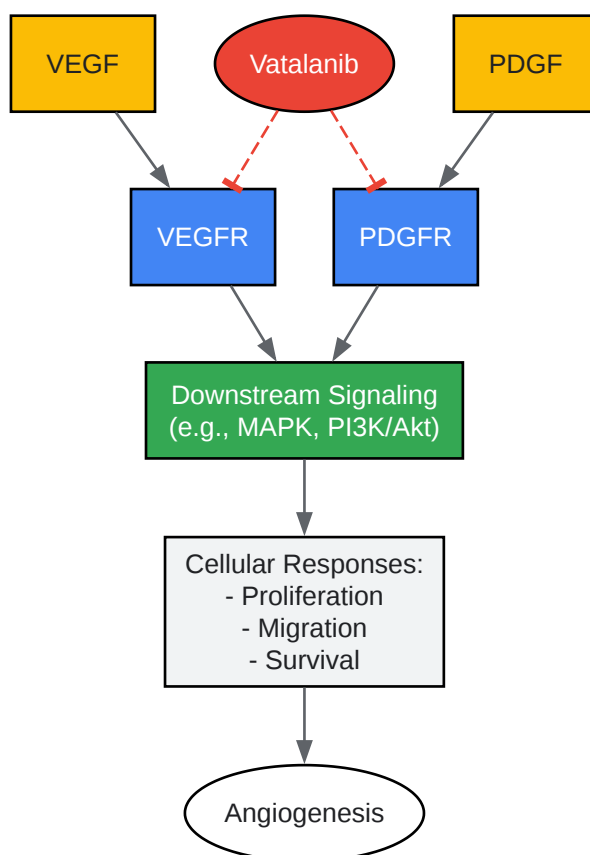 VEGF
Vatalanib
PDGF
VEGFR
PDGFR
Downstream Signaling
(e.g., MAPK, PI3K/Akt)
Cellular Responses:
- Proliferation
- Migration
- Survival
Angiogenesis